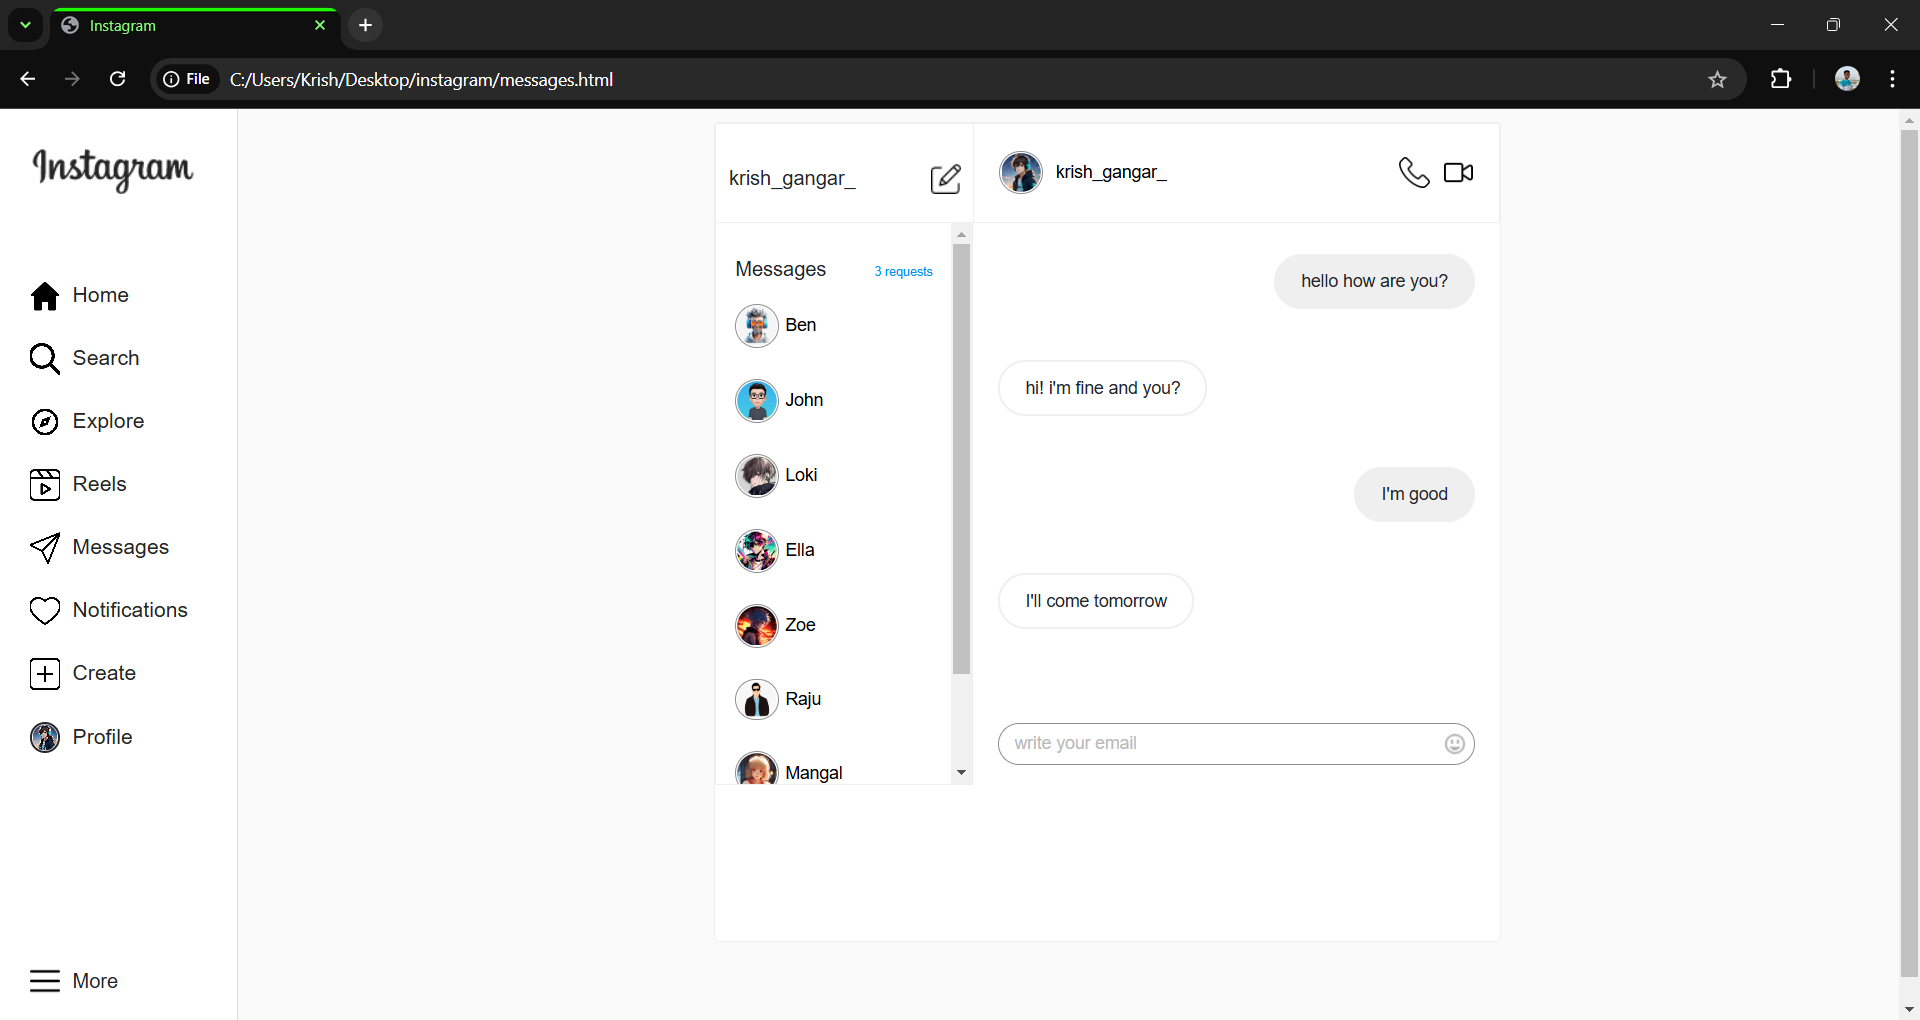 Instagram
File
C:/Users/Krish/Desktop/instagram/messages.html
Instagram
Home
Search
Explore
Reels
Messages
Notifications
Create
Profile
More
krish_gangar_
Messages
3 requests
Ben
John
Loki
Ella
Zoe
Raju
Mangal
krish_gangar_
hello how are you?
hi! i'm fine and you?
I'm good
I'll come tomorrow
write your email